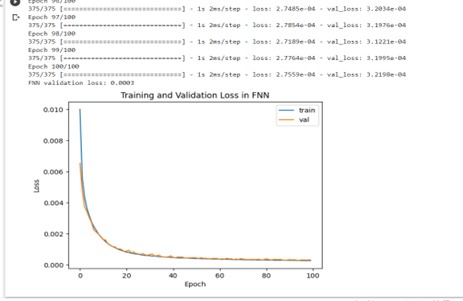 Epoch 96/100
375/375 [==============================] - 1s 2ms/step - loss: 2.7485e-04 - val_loss: 3.2034e-04
Epoch 97/100
375/375 [==============================] - 1s 2ms/step - loss: 2.7854e-04 - val_loss: 3.1976e-04
Epoch 98/100
375/375 [==============================] - 1s 2ms/step - loss: 2.7189e-04 - val_loss: 3.1221e-04
Epoch 99/100
375/375 [==============================] - 1s 2ms/step - loss: 2.7764e-04 - val_loss: 3.1995e-04
Epoch 100/100
375/375 [==============================] - 1s 2ms/step - loss: 2.7559e-04 - val_loss: 3.2198e-04
FNN validation loss: 0.0003
Training and Validation Loss in FNN
train
val
0.010
0.008
0.006
0.004
0.002
0.000
Loss
0 20 40 60 80 100
Epoch